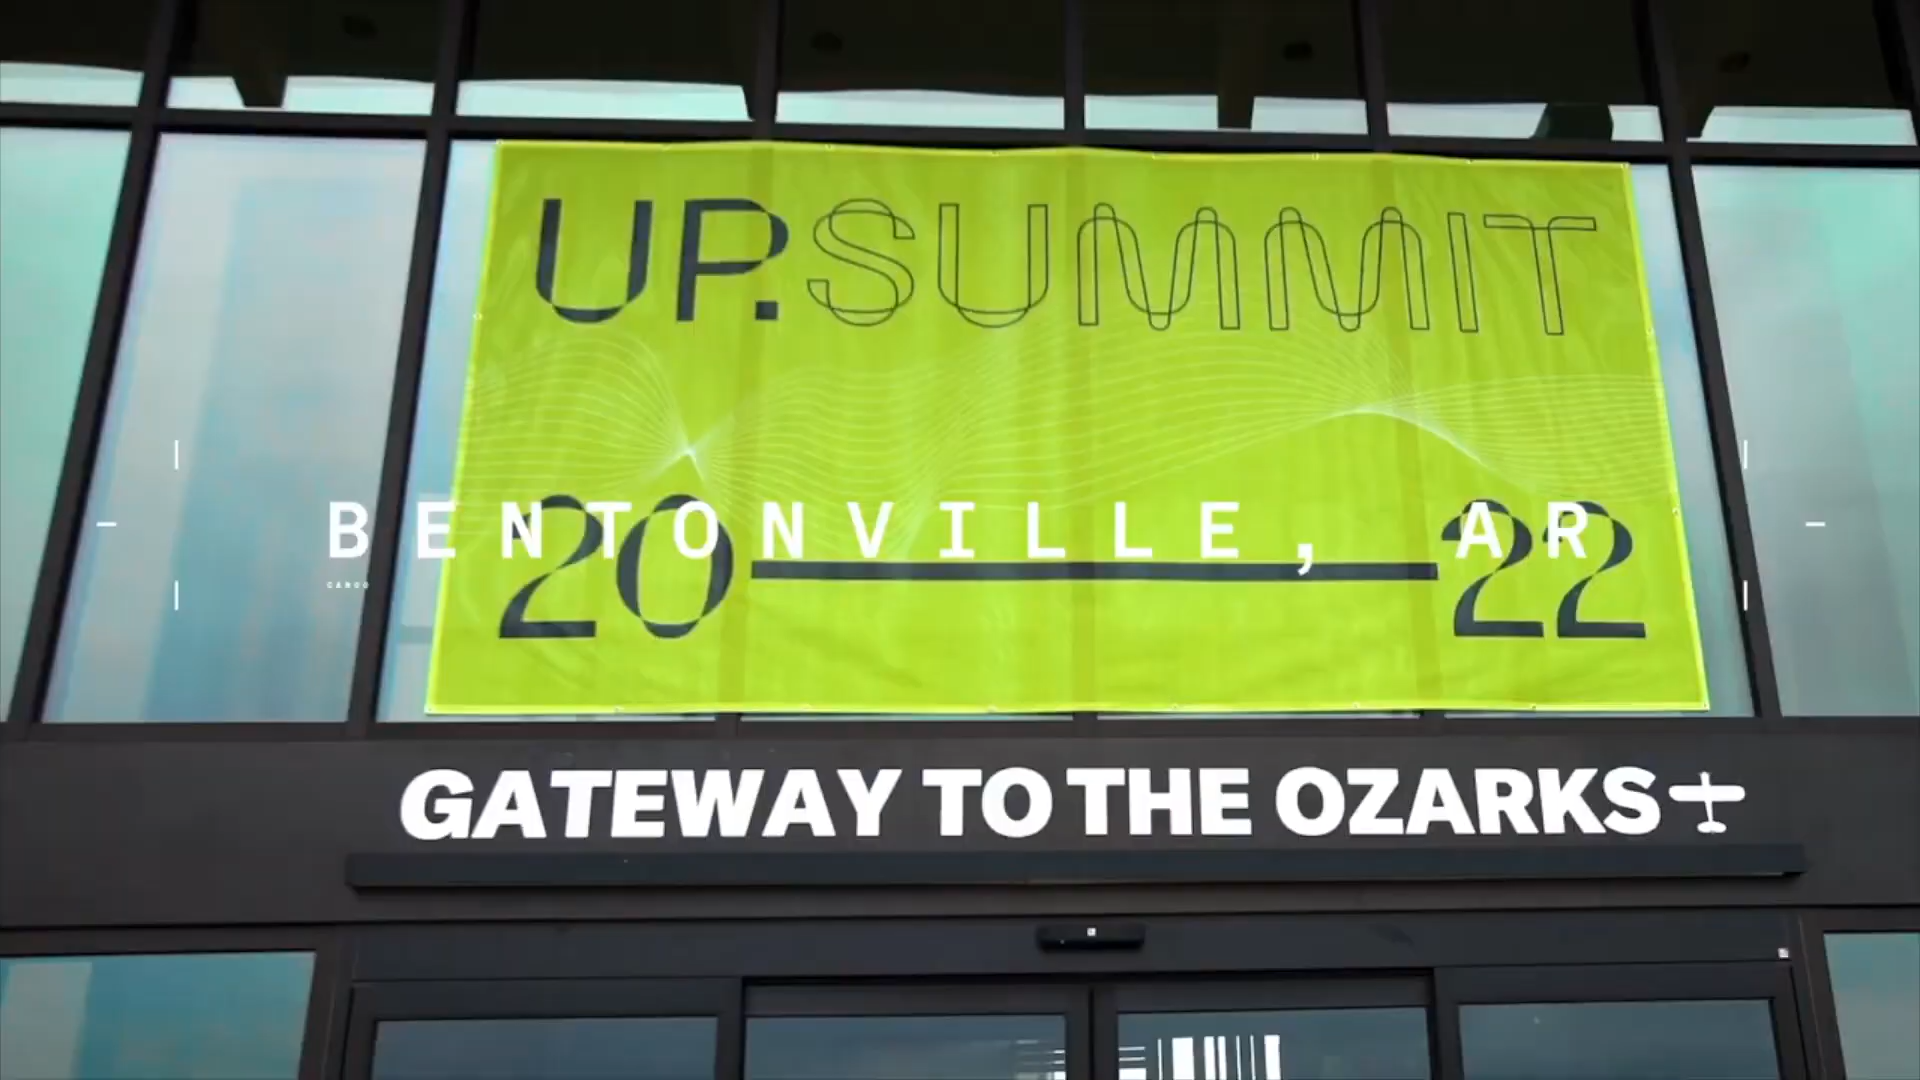 UP.SUMMIT
BENTONVILLE, AR
20 22
GATEWAY TO THE OZARKS